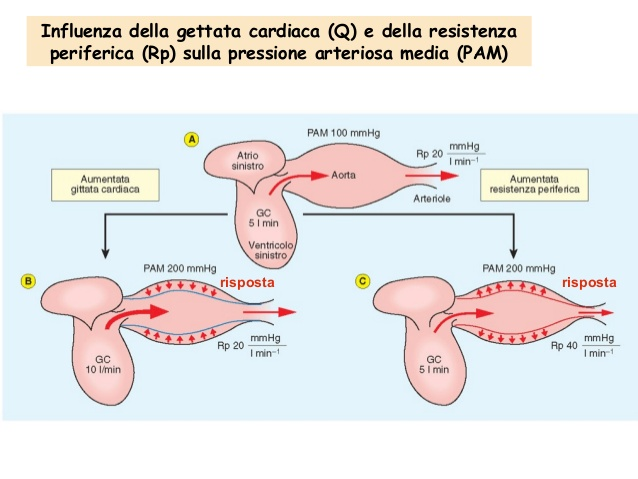 Influenza della gettata cardiaca (Q) e della resistenza
periferica (Rp) sulla pressione arteriosa media (PAM)
A
PAM 100 mmHg
Atrio
sinistro
Aorta
Rp 20 mmHg
l min⁻¹
Arteriole
GC
5 l min
Ventricolo
sinistro
Aumentata
gittata cardiaca
Aumentata
resistenza periferica
B
PAM 200 mmHg
risposta
GC
10 l/min
Rp 20 mmHg
l min⁻¹
C
PAM 200 mmHg
risposta
GC
5 l min
Rp 40 mmHg
l min⁻¹